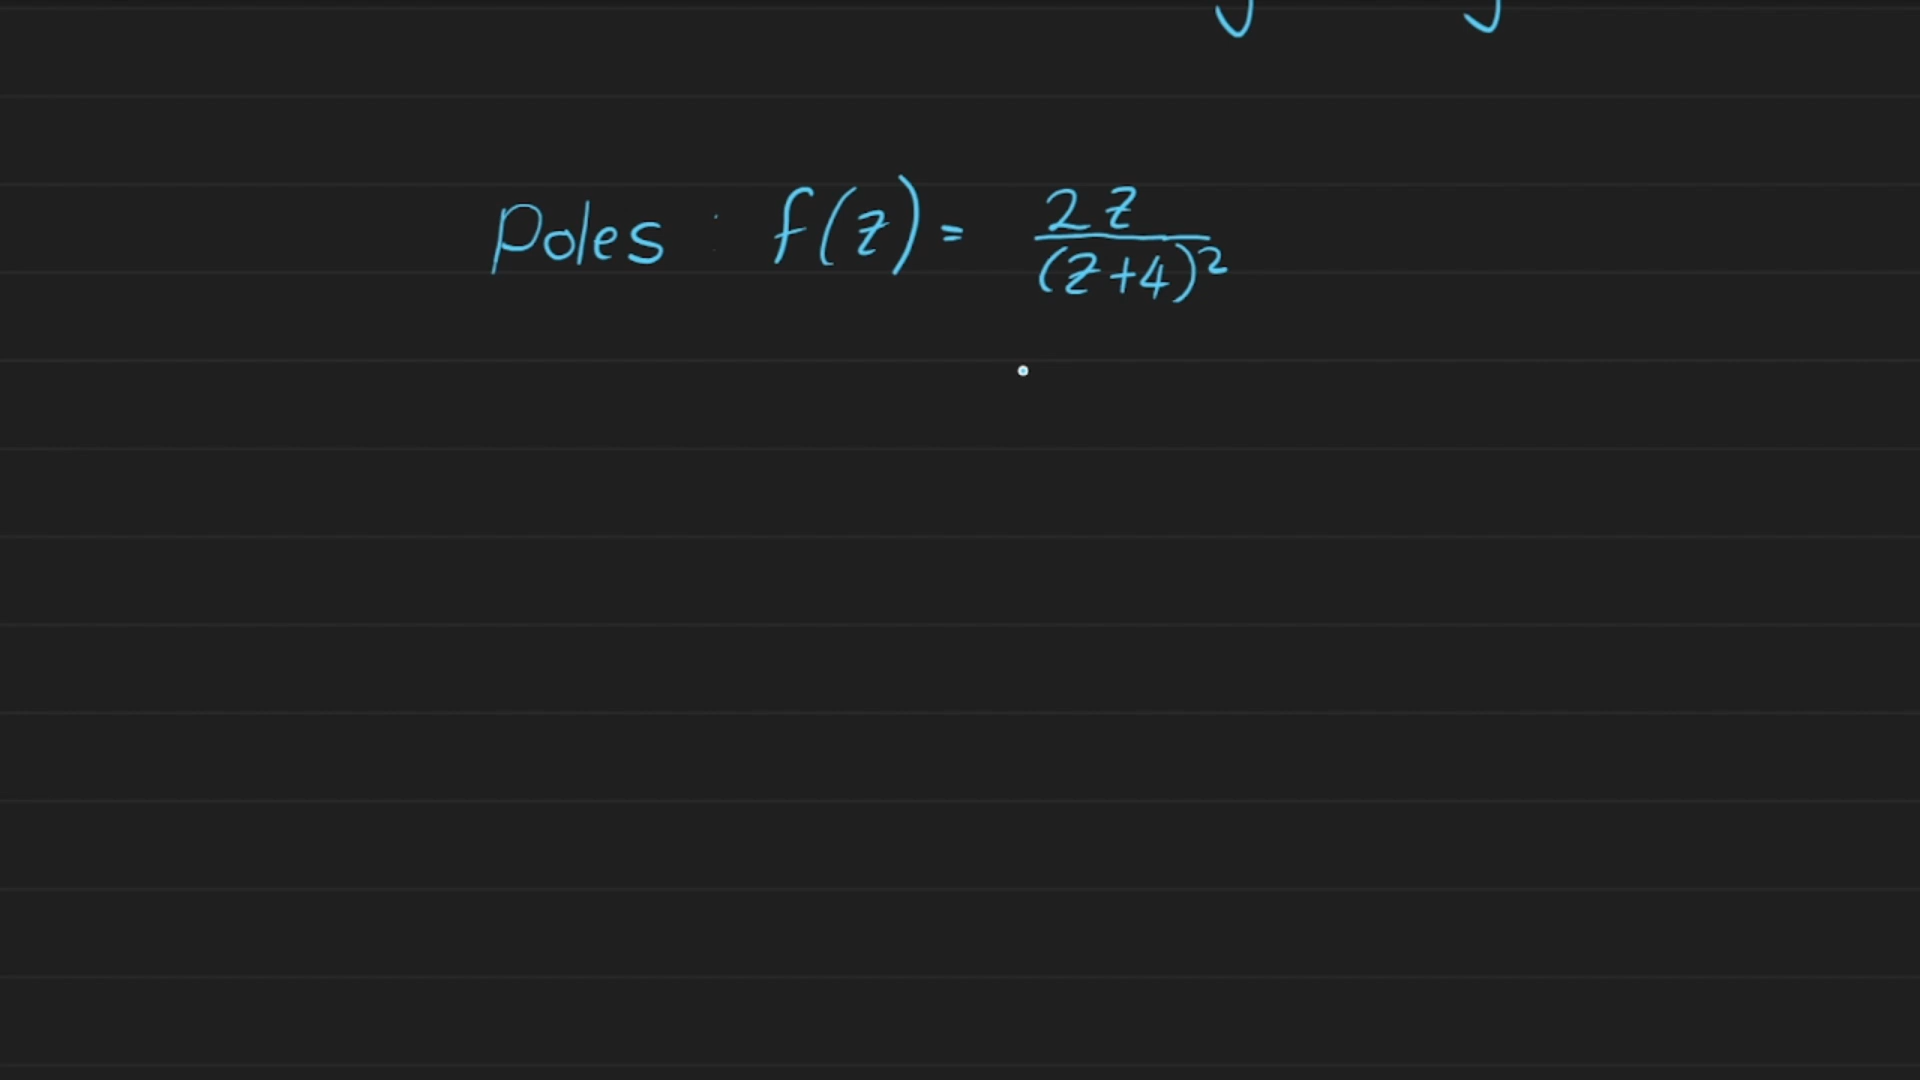 Poles : f(z) = 2z/(z+4)²